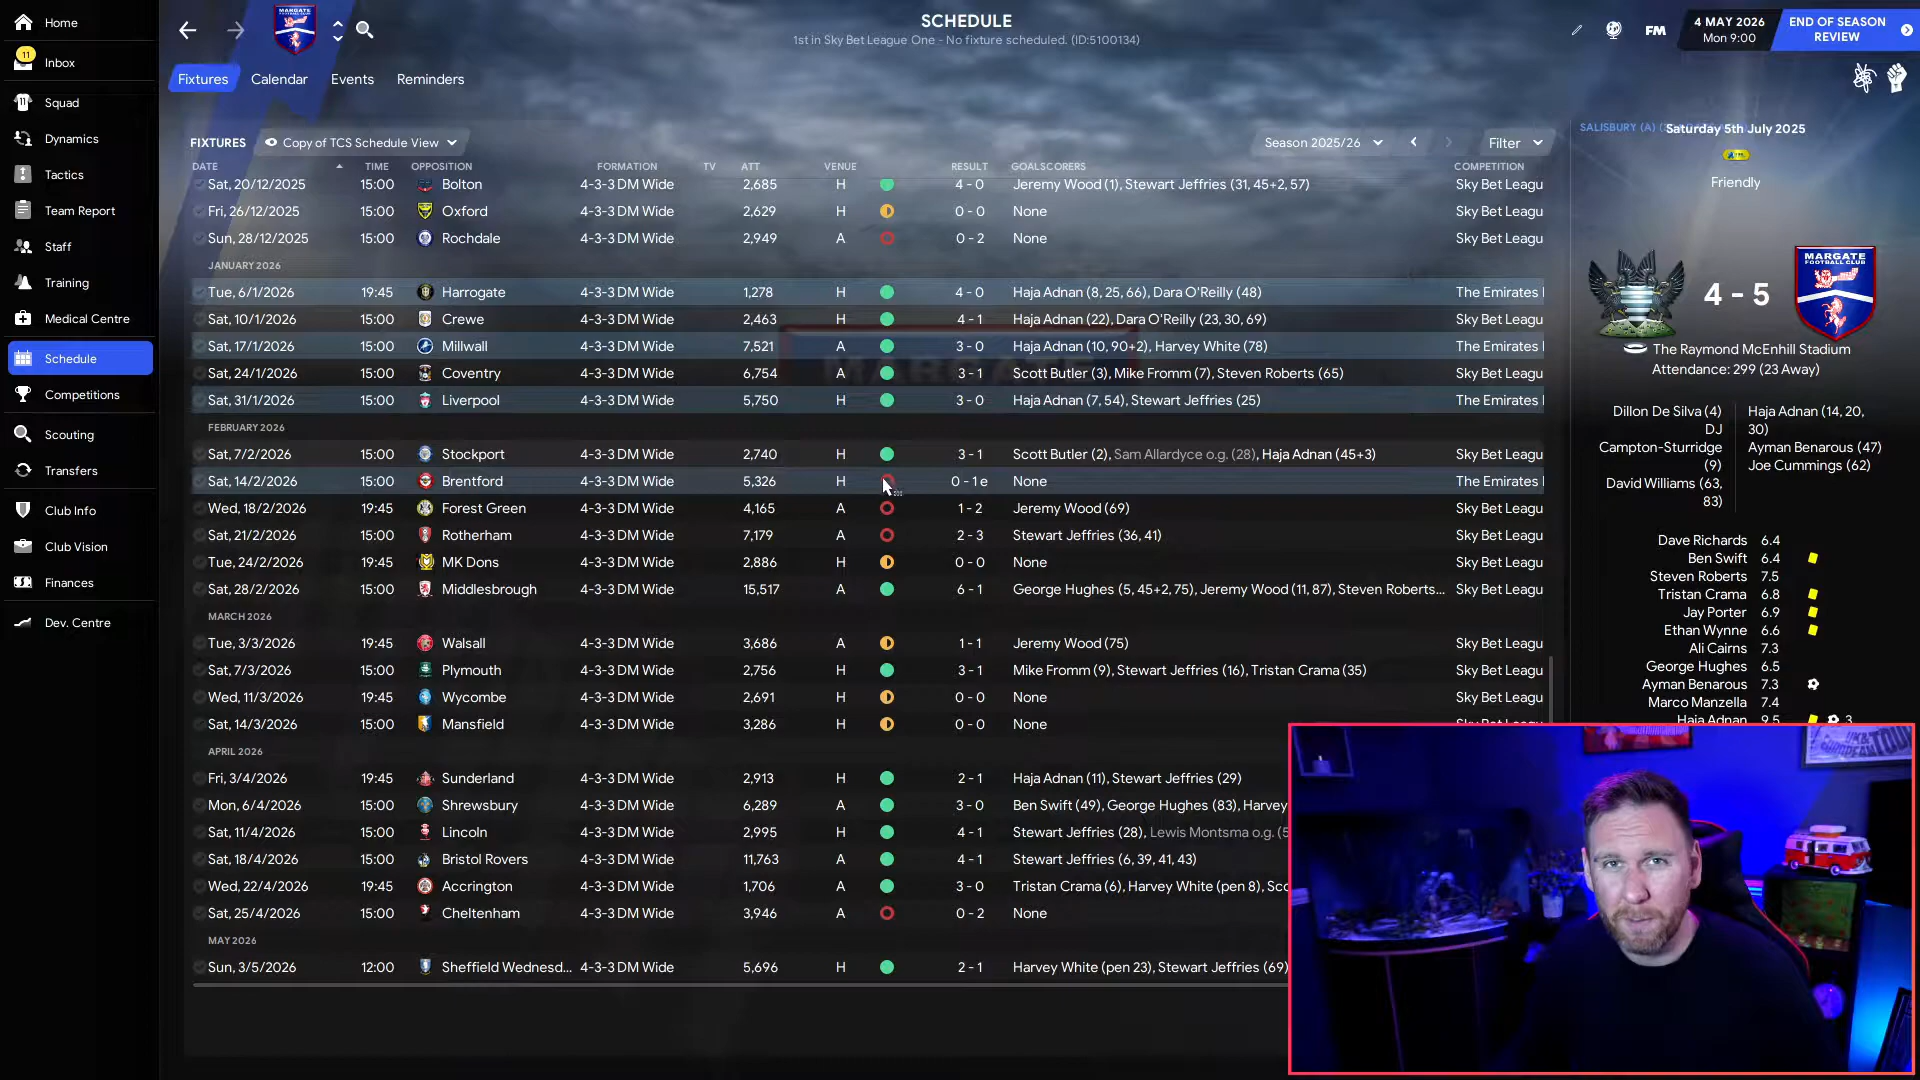 Home
11
Inbox
Squad
Dynamics
Tactics
Team Report
Staff
Training
Medical Centre
Schedule
Competitions
Scouting
Transfers
Club Info
Club Vision
Finances
Dev. Centre
MARGATE
SCHEDULE
1st in Sky Bet League One - No fixture scheduled. (ID:5100134)
FM
4 MAY 2026
Mon 9:00
END OF SEASON
REVIEW
Fixtures Calendar Events Reminders
FIXTURES Copy of TCS Schedule View Season 2025/26 Filter
DATE TIME OPPOSITION FORMATION TV ATT VENUE RESULT GOALSCORERS COMPETITION
Sat, 20/12/2025 15:00 Bolton 4-3-3 DM Wide 2,685 H 4 - 0 Jeremy Wood (1), Stewart Jeffries (31, 45+2, 57) Sky Bet Leagu
Fri, 26/12/2025 15:00 Oxford 4-3-3 DM Wide 2,629 H 0 - 0 None Sky Bet Leagu
Sun, 28/12/2025 15:00 Rochdale 4-3-3 DM Wide 2,949 A 0 - 2 None Sky Bet Leagu
JANUARY 2026
Tue, 6/1/2026 19:45 Harrogate 4-3-3 DM Wide 1,278 H 4 - 0 Haja Adnan (8, 25, 66), Dara O'Reilly (48) The Emirates
Sat, 10/1/2026 15:00 Crewe 4-3-3 DM Wide 2,463 H 4 - 1 Haja Adnan (22), Dara O'Reilly (23, 30, 69) Sky Bet Leagu
Sat, 17/1/2026 15:00 Millwall 4-3-3 DM Wide 7,521 A 3 - 0 Haja Adnan (10, 90+2), Harvey White (78) The Emirates
Sat, 24/1/2026 15:00 Coventry 4-3-3 DM Wide 6,754 A 3 - 1 Scott Butler (3), Mike Fromm (7), Steven Roberts (65) Sky Bet Leagu
Sat, 31/1/2026 15:00 Liverpool 4-3-3 DM Wide 5,750 H 3 - 0 Haja Adnan (7, 54), Stewart Jeffries (25) The Emirates
FEBRUARY 2026
Sat, 7/2/2026 15:00 Stockport 4-3-3 DM Wide 2,740 H 3 - 1 Scott Butler (2), Sam Allardyce o.g. (28), Haja Adnan (45+3) Sky Bet Leagu
Sat, 14/2/2026 15:00 Brentford 4-3-3 DM Wide 5,326 H 0 - 1 e None The Emirates
Wed, 18/2/2026 19:45 Forest Green 4-3-3 DM Wide 4,165 A 1 - 2 Jeremy Wood (69) Sky Bet Leagu
Sat, 21/2/2026 15:00 Rotherham 4-3-3 DM Wide 7,179 A 2 - 3 Stewart Jeffries (36, 41) Sky Bet Leagu
Tue, 24/2/2026 19:45 MK Dons 4-3-3 DM Wide 2,886 H 0 - 0 None Sky Bet Leagu
Sat, 28/2/2026 15:00 Middlesbrough 4-3-3 DM Wide 15,517 A 6 - 1 George Hughes (5, 45+2, 75), Jeremy Wood (11, 87), Steven Roberts... Sky Bet Leagu
MARCH 2026
Tue, 3/3/2026 19:45 Walsall 4-3-3 DM Wide 3,686 A 1 - 1 Jeremy Wood (75) Sky Bet Leagu
Sat, 7/3/2026 15:00 Plymouth 4-3-3 DM Wide 2,756 H 3 - 1 Mike Fromm (9), Stewart Jeffries (16), Tristan Crama (35) Sky Bet Leagu
Wed, 11/3/2026 19:45 Wycombe 4-3-3 DM Wide 2,691 H 0 - 0 None Sky Bet Leagu
Sat, 14/3/2026 15:00 Mansfield 4-3-3 DM Wide 3,286 H 0 - 0 None Sky Bet Leagu
APRIL 2026
Fri, 3/4/2026 19:45 Sunderland 4-3-3 DM Wide 2,913 H 2 - 1 Haja Adnan (11), Stewart Jeffries (29)
Mon, 6/4/2026 15:00 Shrewsbury 4-3-3 DM Wide 6,289 A 3 - 0 Ben Swift (49), George Hughes (83), Harvey
Sat, 11/4/2026 15:00 Lincoln 4-3-3 DM Wide 2,995 H 4 - 1 Stewart Jeffries (28), Lewis Montsma o.g. (5
Sat, 18/4/2026 15:00 Bristol Rovers 4-3-3 DM Wide 11,763 A 4 - 1 Stewart Jeffries (6, 39, 41, 43)
Wed, 22/4/2026 19:45 Accrington 4-3-3 DM Wide 1,706 A 3 - 0 Tristan Crama (6), Harvey White (pen 8), Sco
Sat, 25/4/2026 15:00 Cheltenham 4-3-3 DM Wide 3,946 A 0 - 2 None
MAY 2026
Sun, 3/5/2026 12:00 Sheffield Wednesd... 4-3-3 DM Wide 5,696 H 2 - 1 Harvey White (pen 23), Stewart Jeffries (69)
SALISBURY (A)
Saturday 5th July 2025
Friendly
4 - 5
MARGATE
FOOTBALL CLUB
The Raymond McEnhill Stadium
Attendance: 299 (23 Away)
Dillon De Silva (4)
DJ
Campton-Sturridge
(9)
David Williams (63,
83)
Haja Adnan (14, 20,
30)
Ayman Benarous (47)
Joe Cummings (62)
Dave Richards 6.4
Ben Swift 6.4
Steven Roberts 7.5
Tristan Crama 6.8
Jay Porter 6.9
Ethan Wynne 6.6
Ali Cairns 7.3
George Hughes 6.5
Ayman Benarous 7.3
Marco Manzella 7.4
Haja Adnan 9.5 3